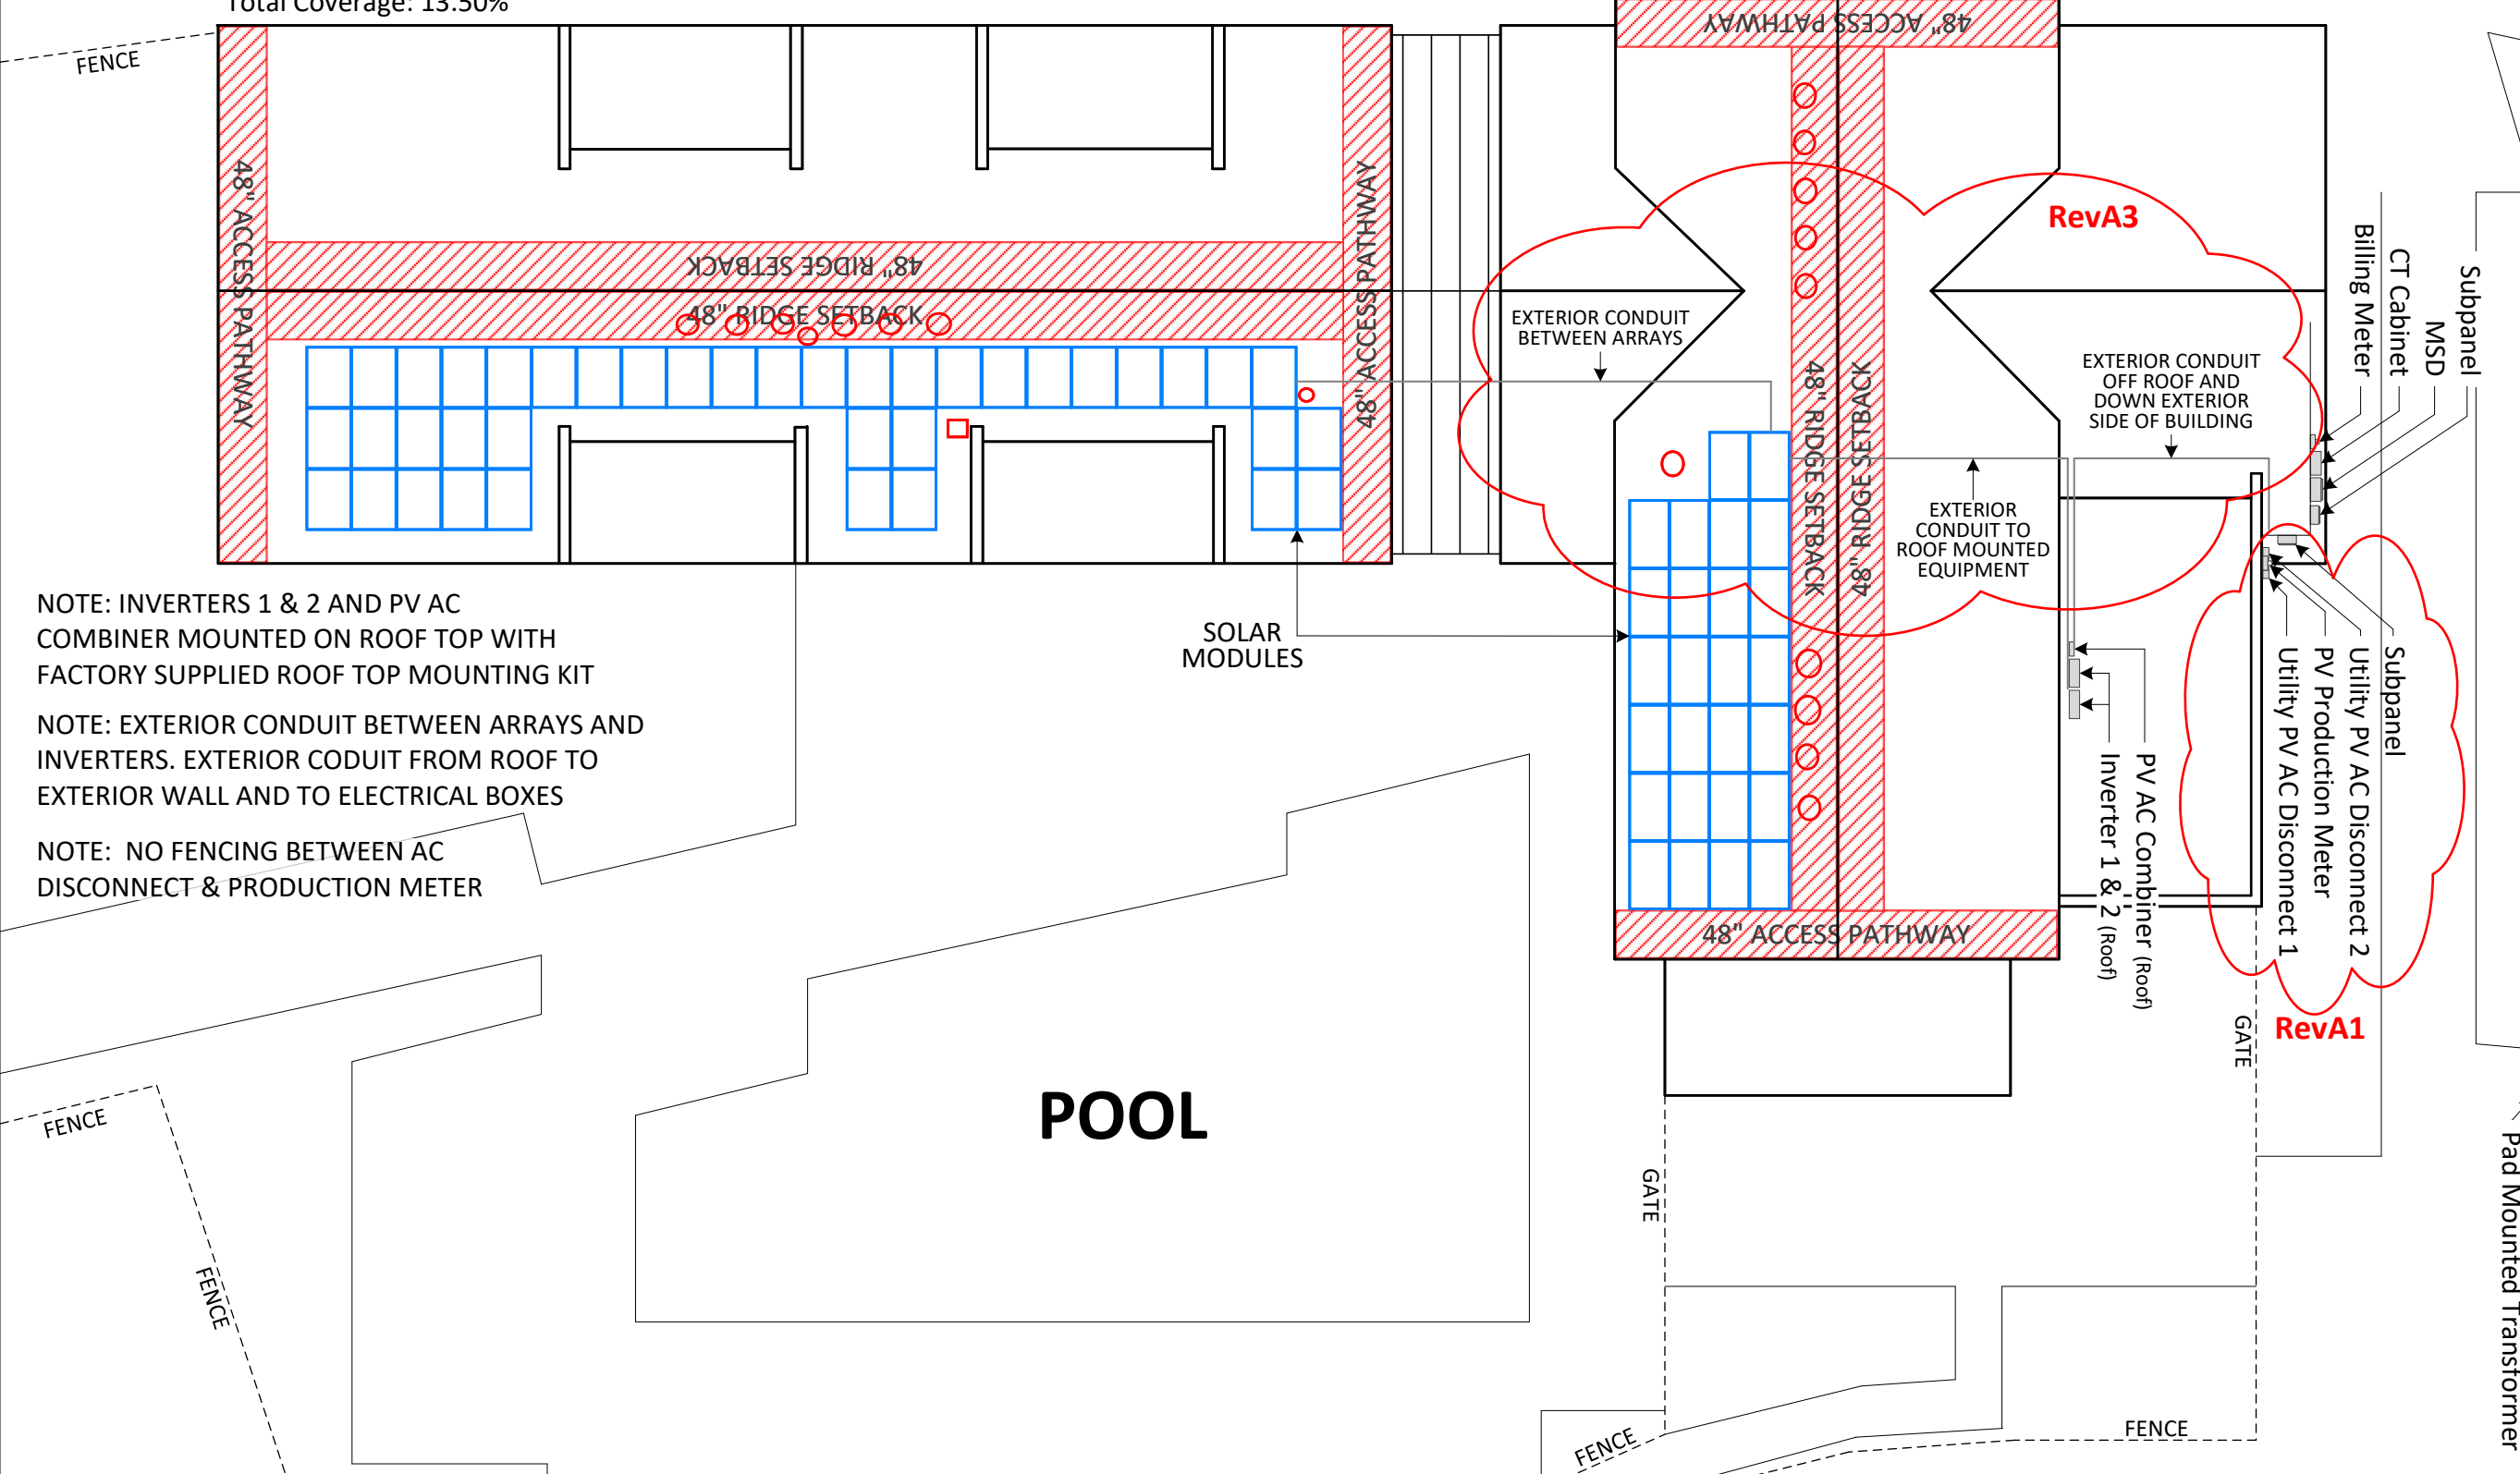 Total Coverage: 13.50%
48" ACCESS PATHWAY
FENCE
48" ACCESS PATHWAY
48" ACCESS PATHWAY
RevA3
48" RIDGE SETBACK
48" RIDGE SETBACK
Billing Meter
CT Cabinet
MSD
Subpanel
EXTERIOR CONDUIT
BETWEEN ARRAYS
EXTERIOR CONDUIT
OFF ROOF AND
DOWN EXTERIOR
SIDE OF BUILDING
48" RIDGE SETBACK
48" RIDGE SETBACK
EXTERIOR
CONDUIT TO
ROOF MOUNTED
EQUIPMENT
NOTE: INVERTERS 1 & 2 AND PV AC
COMBINER MOUNTED ON ROOF TOP WITH
FACTORY SUPPLIED ROOF TOP MOUNTING KIT
SOLAR
MODULES
NOTE: EXTERIOR CONDUIT BETWEEN ARRAYS AND
INVERTERS. EXTERIOR CODUIT FROM ROOF TO
EXTERIOR WALL AND TO ELECTRICAL BOXES
NOTE:  NO FENCING BETWEEN AC
DISCONNECT & PRODUCTION METER
Subpanel
Utility PV AC Disconnect 2
PV Production Meter
Utility PV AC Disconnect 1
PV AC Combiner (Roof)
Inverter 1 & 2 (Roof)
48" ACCESS PATHWAY
RevA1
GATE
POOL
FENCE
GATE
FENCE
Pad Mounted Transformer
FENCE
FENCE